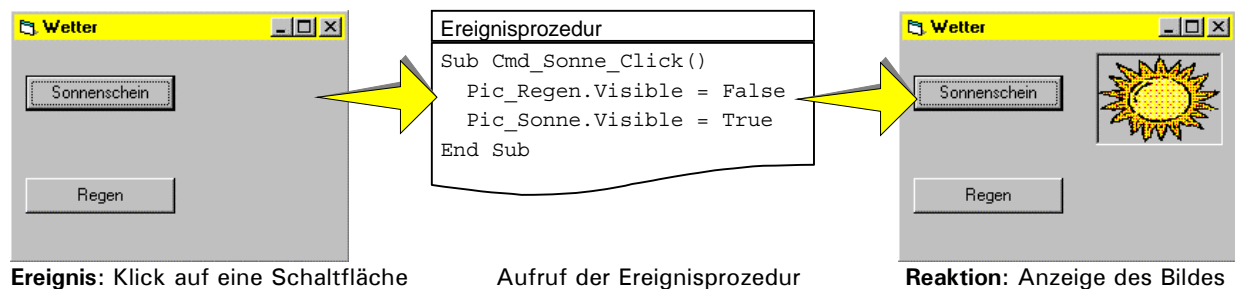 Wetter
Sonnenschein
Regen
Ereignisprozedur
Sub Cmd_Sonne_Click()
Pic_Regen.Visible = False
Pic_Sonne.Visible = True
End Sub
Wetter
Sonnenschein
Regen
Ereignis: Klick auf eine Schaltfläche
Aufruf der Ereignisprozedur
Reaktion: Anzeige des Bildes